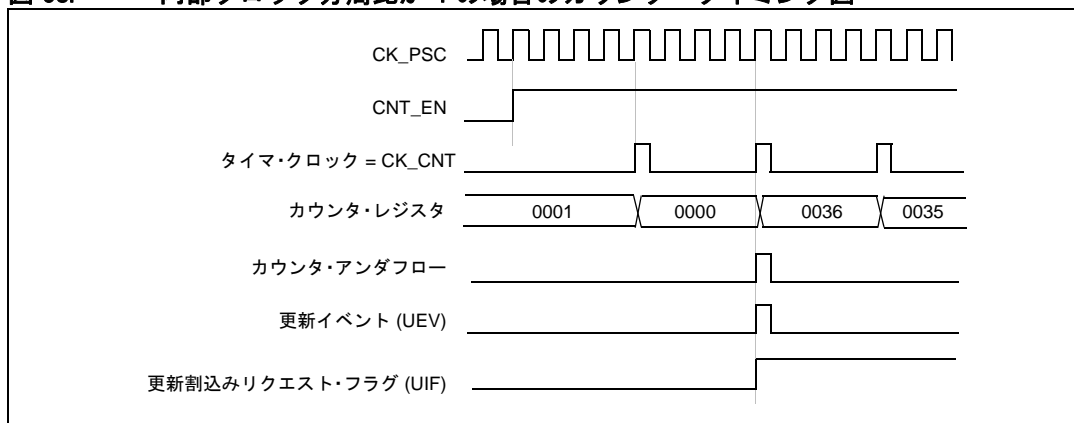 CK_PSC
CNT_EN
タイマ・クロック = CK_CNT
カウンタ・レジスタ 0001 0000 0036 0035
カウンタ・アンダフロー
更新イベント (UEV)
更新割込みリクエスト・フラグ (UIF)